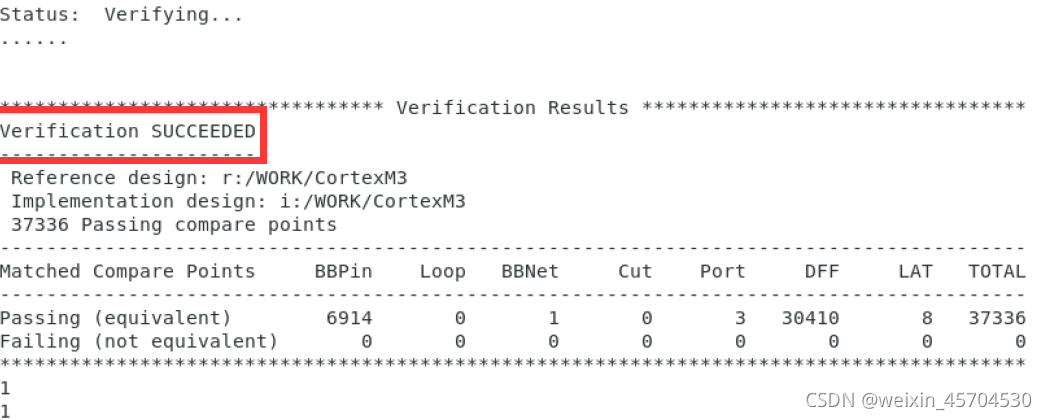 Status:  Verifying...
......
********************************* Verification Results *********************************
Verification SUCCEEDED
----------------------
Reference design: r:/WORK/CortexM3
Implementation design: i:/WORK/CortexM3
37336 Passing compare points
----------------------------------------------------------------------------------------
Matched Compare Points     BBPin    Loop   BBNet     Cut    Port     DFF     LAT   TOTAL
----------------------------------------------------------------------------------------
Passing (equivalent)        6914       0       1       0       3   30410       8   37336
Failing (not equivalent)       0       0       0       0       0       0       0       0
****************************************************************************************
1
1
CSDN @weixin_45704530